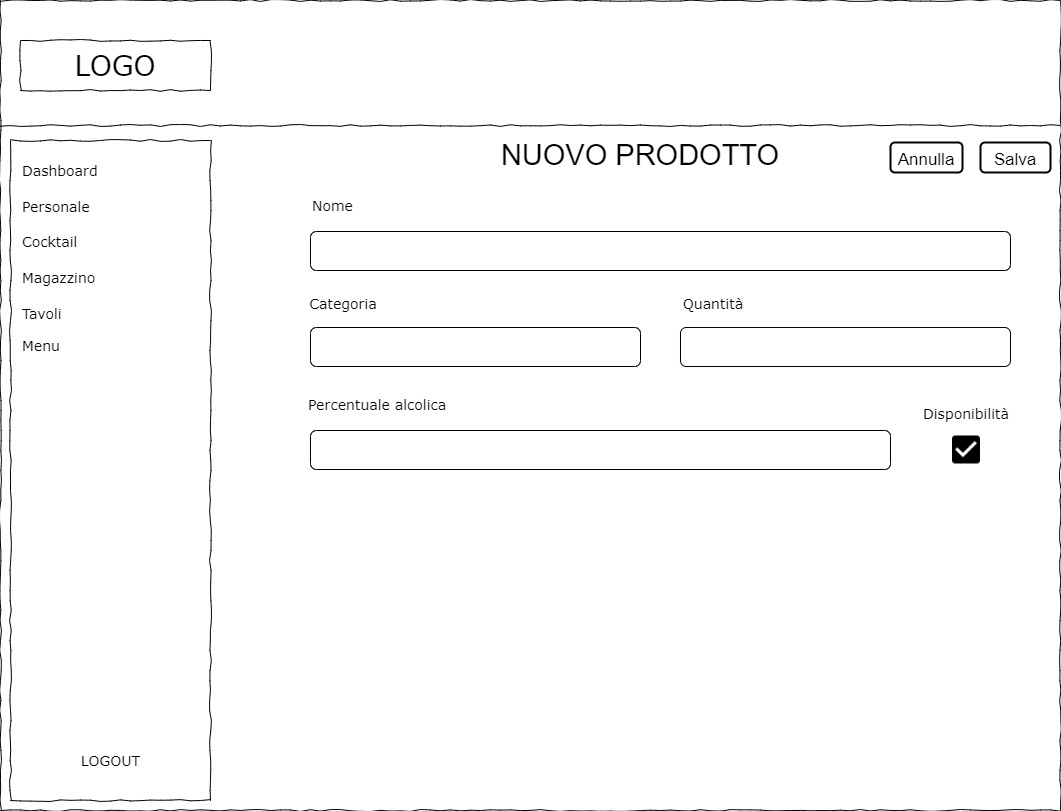 LOGO
NUOVO PRODOTTO
Annulla
Salva
Dashboard
Personale
Cocktail
Magazzino
Tavoli
Menu
LOGOUT
Nome
Categoria
Quantità
Percentuale alcolica
Disponibilità